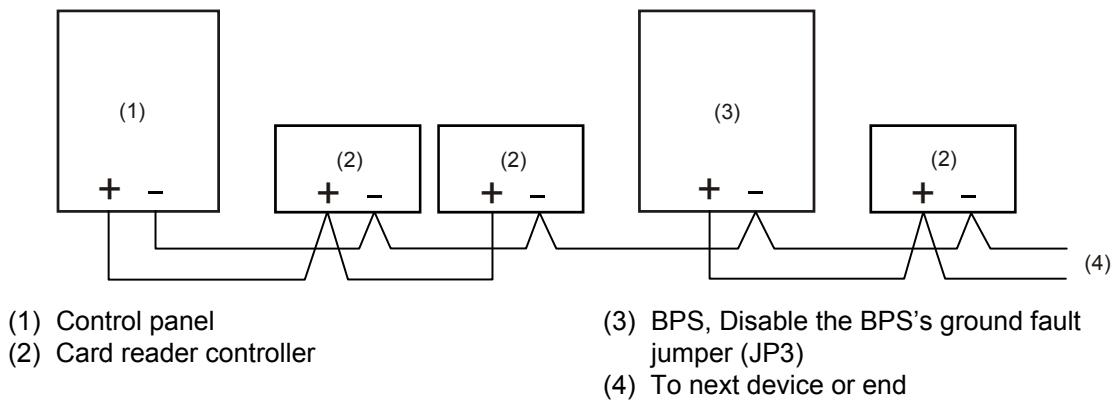 (1)
(2)
(2)
(3)
(2)
+ –
+ –
+ –
+ –
+ –
(4)
(1) Control panel
(2) Card reader controller
(3) BPS, Disable the BPS's ground fault
jumper (JP3)
(4) To next device or end